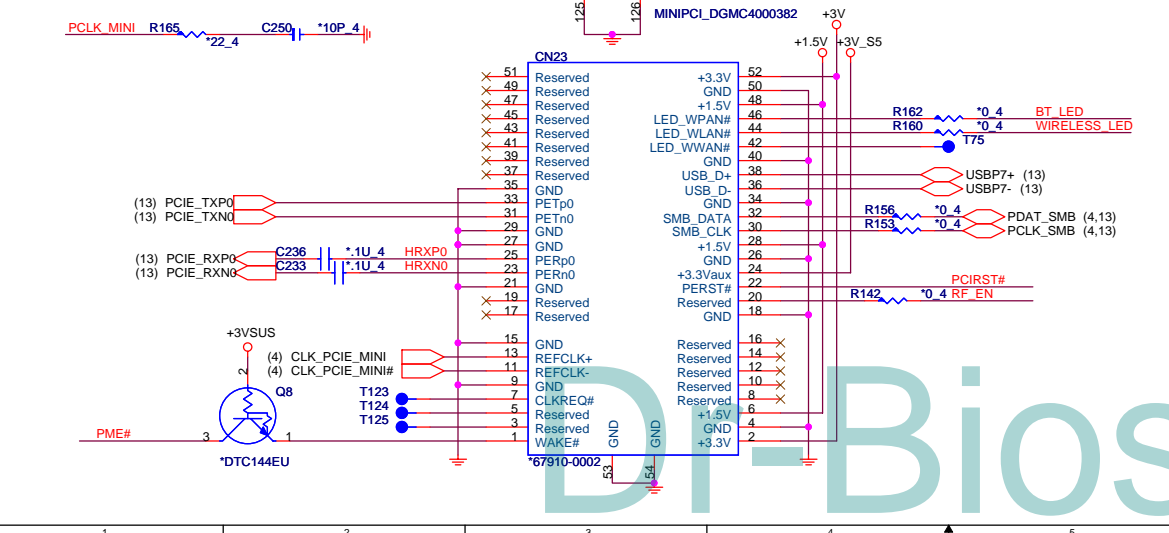 125 126 MINIPCI_DGMC4000382
+3V
PCLK_MINI R165 *22_4 C250 *10P_4
+1.5V +3V_S5
CN23
51 Reserved +3.3V 52
49 Reserved GND 50
47 Reserved +1.5V 48
45 Reserved LED_WPAN# 46 R162 *0_4 BT_LED
43 Reserved LED_WLAN# 44 R160 *0_4 WIRELESS_LED
41 Reserved LED_WWAN# 42 T75
39 Reserved GND 40
37 Reserved USB_D+ 38 USBP7+ (13)
35 GND USB_D- 36 USBP7- (13)
(13) PCIE_TXP0 33 PETp0 GND 34
(13) PCIE_TXN0 31 PETn0 SMB_DATA 32 R156 *0_4 PDAT_SMB (4,13)
29 GND SMB_CLK 30 R153 *0_4 PCLK_SMB (4,13)
27 GND +1.5V 28
(13) PCIE_RXP0 C236 *.1U_4 HRXP0 25 PERp0 GND 26
(13) PCIE_RXN0 C233 *.1U_4 HRXN0 23 PERn0 +3.3Vaux 24
21 GND PERST# 22 PCIRST#
19 Reserved Reserved 20 R142 *0_4 RF_EN
17 Reserved GND 18
+3VSUS
15 GND Reserved 16
(4) CLK_PCIE_MINI 13 REFCLK+ Reserved 14
(4) CLK_PCIE_MINI# 11 REFCLK- Reserved 12
9 GND Reserved 10
2 Q8 T123 7 CLKREQ# Reserved 8
T124 5 Reserved +1.5V 6
T125 3 Reserved GND 4
PME# 3 1 1 WAKE# +3.3V 2
GND GND
*DTC144EU *67910-0002 53 54
Dr-Bios
1 2 3 4 5